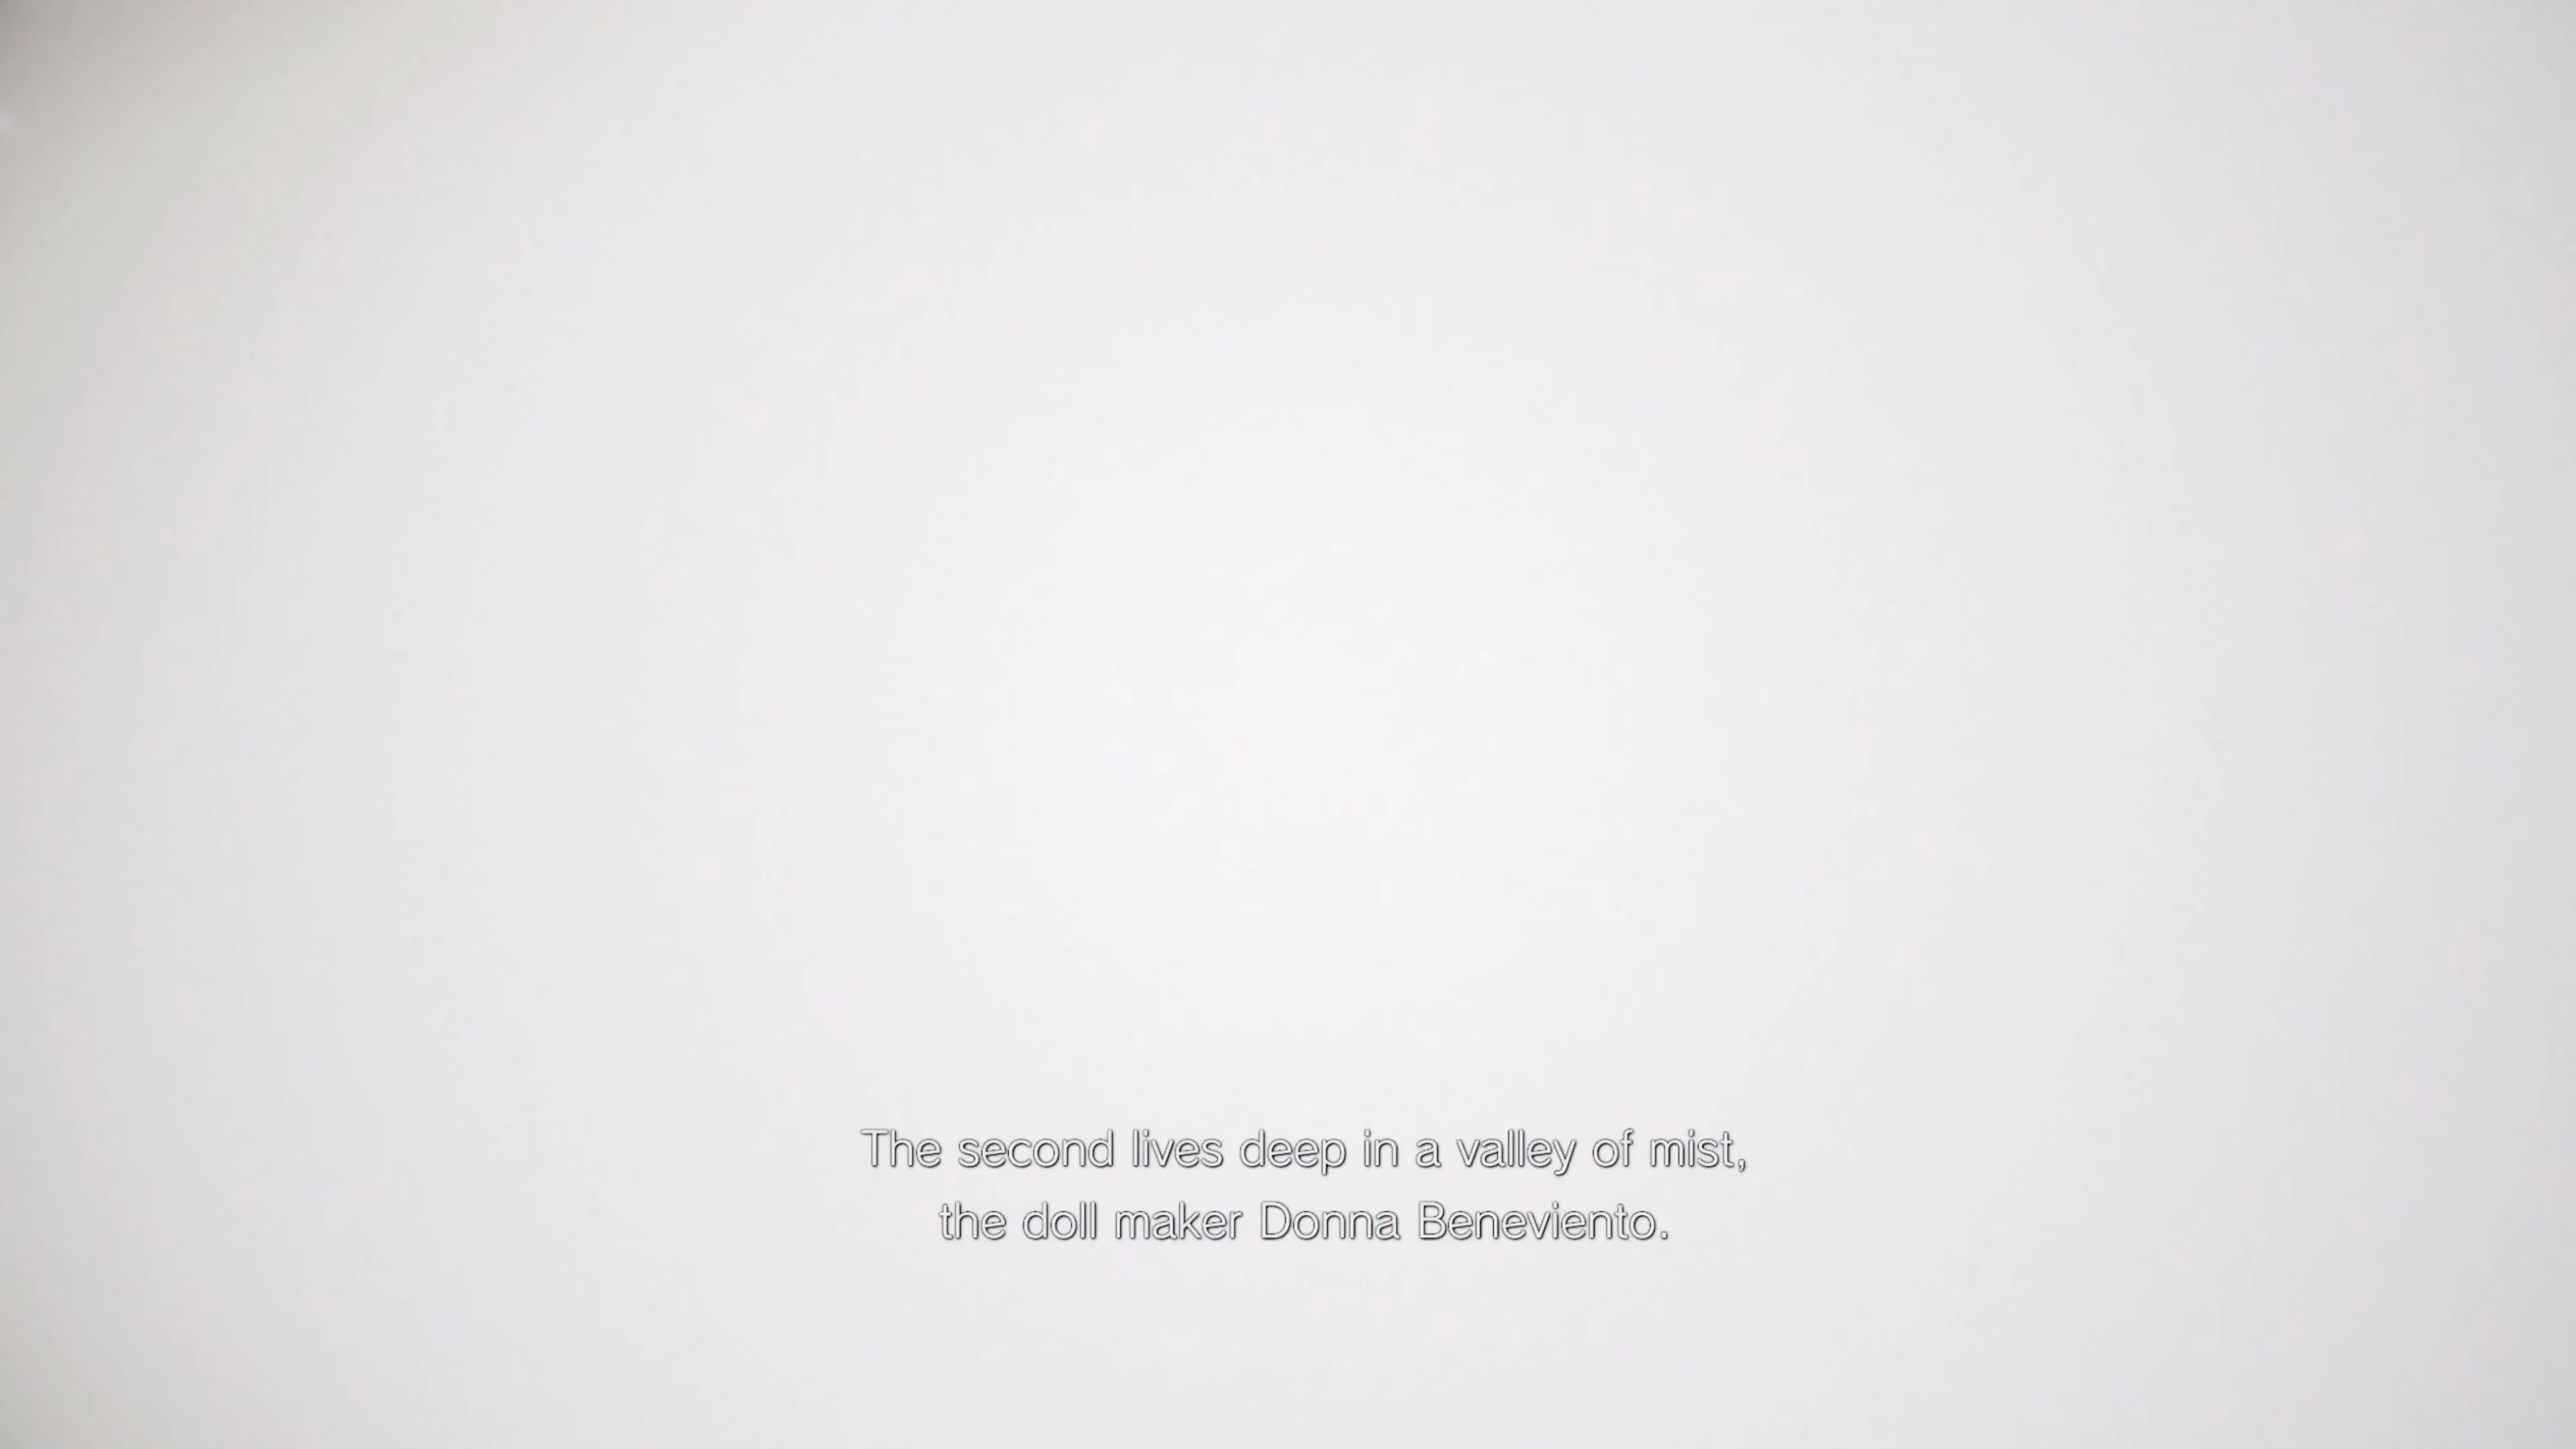 The second lives deep in a valley of mist,
the doll maker Donna Beneviento.